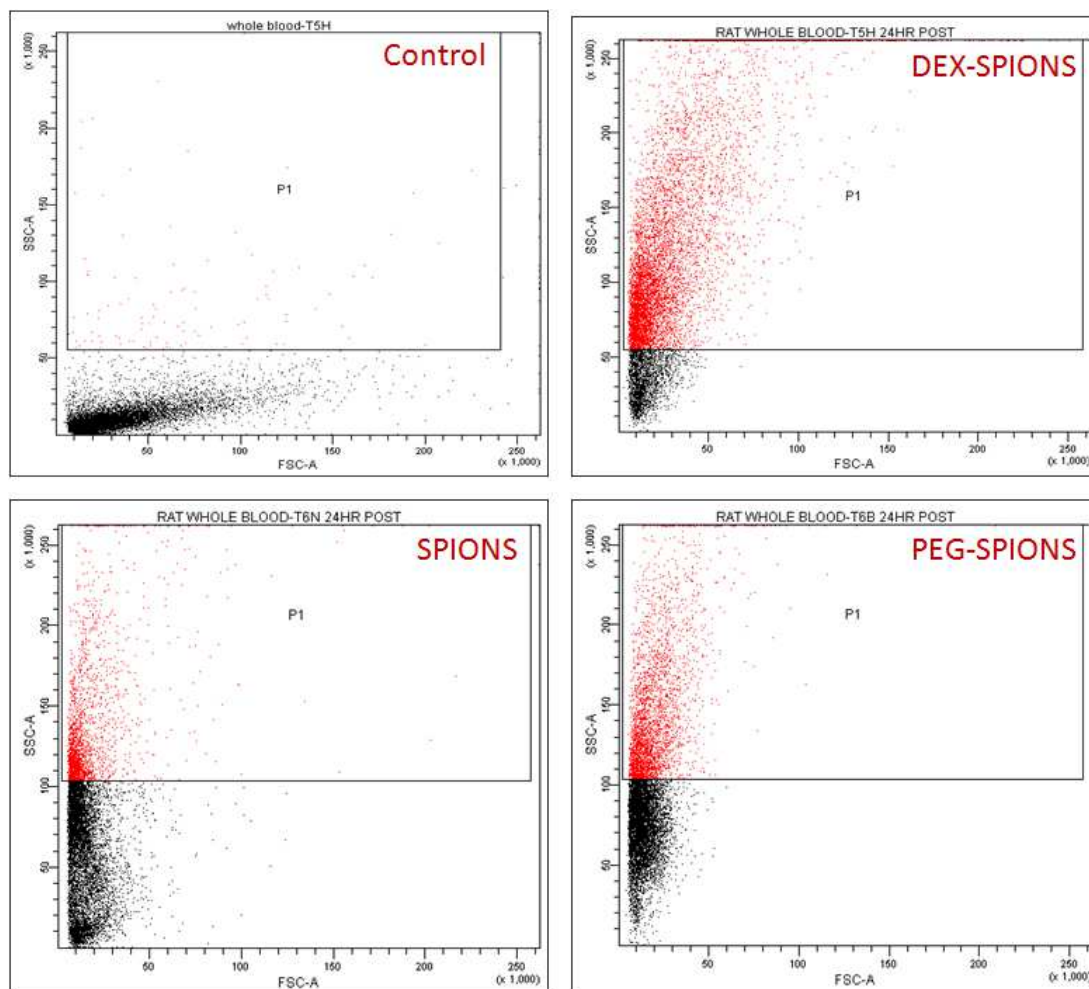 whole blood-T5H
Control
(x 1,000)
250
200
150
100
50
SSC-A
P1
50 100 150 200 250
FSC-A
(x 1,000)
RAT WHOLE BLOOD-T5H 24HR POST
DEX-SPIONS
(x 1,000)
250
200
150
100
50
SSC-A
P1
50 100 150 200 250
FSC-A
(x 1,000)
RAT WHOLE BLOOD-T6N 24HR POST
SPIONS
(x 1,000)
250
200
150
100
50
SSC-A
P1
50 100 150 200 250
FSC-A
(x 1,000)
RAT WHOLE BLOOD-T6B 24HR POST
PEG-SPIONS
(x 1,000)
250
200
150
100
50
SSC-A
P1
50 100 150 200 250
FSC-A
(x 1,000)